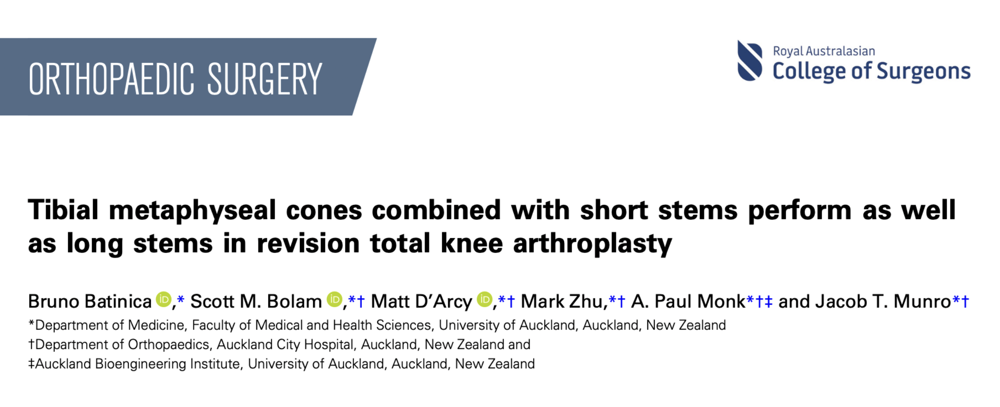 ORTHOPAEDIC SURGERY
Royal Australasian
College of Surgeons
Tibial metaphyseal cones combined with short stems perform as well
as long stems in revision total knee arthroplasty
Bruno Batinica iD,* Scott M. Bolam iD,*† Matt D’Arcy iD,*† Mark Zhu,*† A. Paul Monk*†‡ and Jacob T. Munro*†
*Department of Medicine, Faculty of Medical and Health Sciences, University of Auckland, Auckland, New Zealand
†Department of Orthopaedics, Auckland City Hospital, Auckland, New Zealand and
‡Auckland Bioengineering Institute, University of Auckland, Auckland, New Zealand